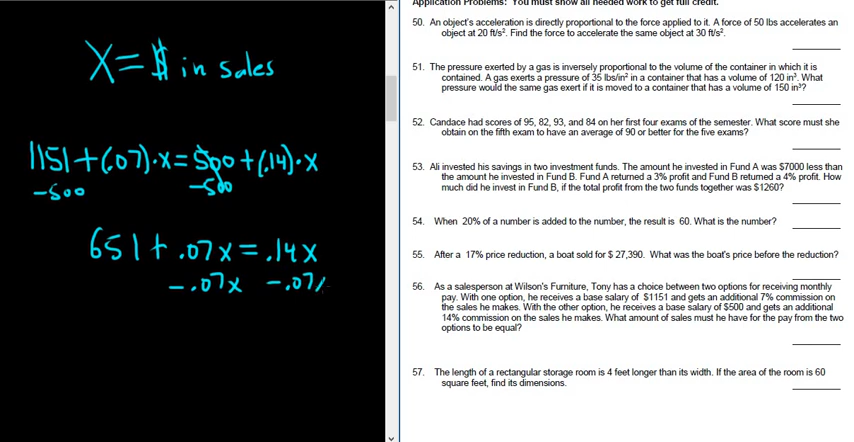 X = $ in sales
1151 + (.07)·x = 500 + (.14)·x
-500 -500
651 + .07x = .14x
- .07x - .07
Application Problems: You must show all needed work to get full credit.
50. An object's acceleration is directly proportional to the force applied to it. A force of 50 lbs accelerates an
object at 20 ft/s². Find the force to accelerate the same object at 30 ft/s².
51. The pressure exerted by a gas is inversely proportional to the volume of the container in which it is
contained. A gas exerts a pressure of 35 lbs/in² in a container that has a volume of 120 in³. What
pressure would the same gas exert if it is moved to a container that has a volume of 150 in³?
52. Candace had scores of 95, 82, 93, and 84 on her first four exams of the semester. What score must she
obtain on the fifth exam to have an average of 90 or better for the five exams?
53. Ali invested his savings in two investment funds. The amount he invested in Fund A was $7000 less than
the amount he invested in Fund B. Fund A returned a 3% profit and Fund B returned a 4% profit. How
much did he invest in Fund B, if the total profit from the two funds together was $1260?
54. When 20% of a number is added to the number, the result is 60. What is the number?
55. After a 17% price reduction, a boat sold for $ 27,390. What was the boat's price before the reduction?
56. As a salesperson at Wilson's Furniture, Tony has a choice between two options for receiving monthly
pay. With one option, he receives a base salary of $1151 and gets an additional 7% commission on
the sales he makes. With the other option, he receives a base salary of $500 and gets an additional
14% commission on the sales he makes. What amount of sales must he have for the pay from the two
options to be equal?
57. The length of a rectangular storage room is 4 feet longer than its width. If the area of the room is 60
square feet, find its dimensions.